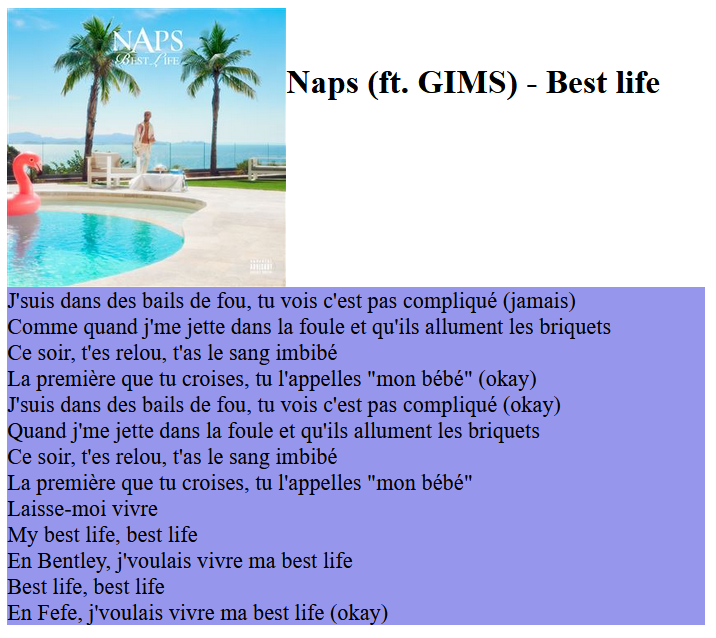 NAPS
BEST LIFE
Naps (ft. GIMS) - Best life
J'suis dans des bails de fou, tu vois c'est pas compliqué (jamais)
Comme quand j'me jette dans la foule et qu'ils allument les briquets
Ce soir, t'es relou, t'as le sang imbibé
La première que tu croises, tu l'appelles "mon bébé" (okay)
J'suis dans des bails de fou, tu vois c'est pas compliqué (okay)
Quand j'me jette dans la foule et qu'ils allument les briquets
Ce soir, t'es relou, t'as le sang imbibé
La première que tu croises, tu l'appelles "mon bébé"
Laisse-moi vivre
My best life, best life
En Bentley, j'voulais vivre ma best life
Best life, best life
En Fefe, j'voulais vivre ma best life (okay)